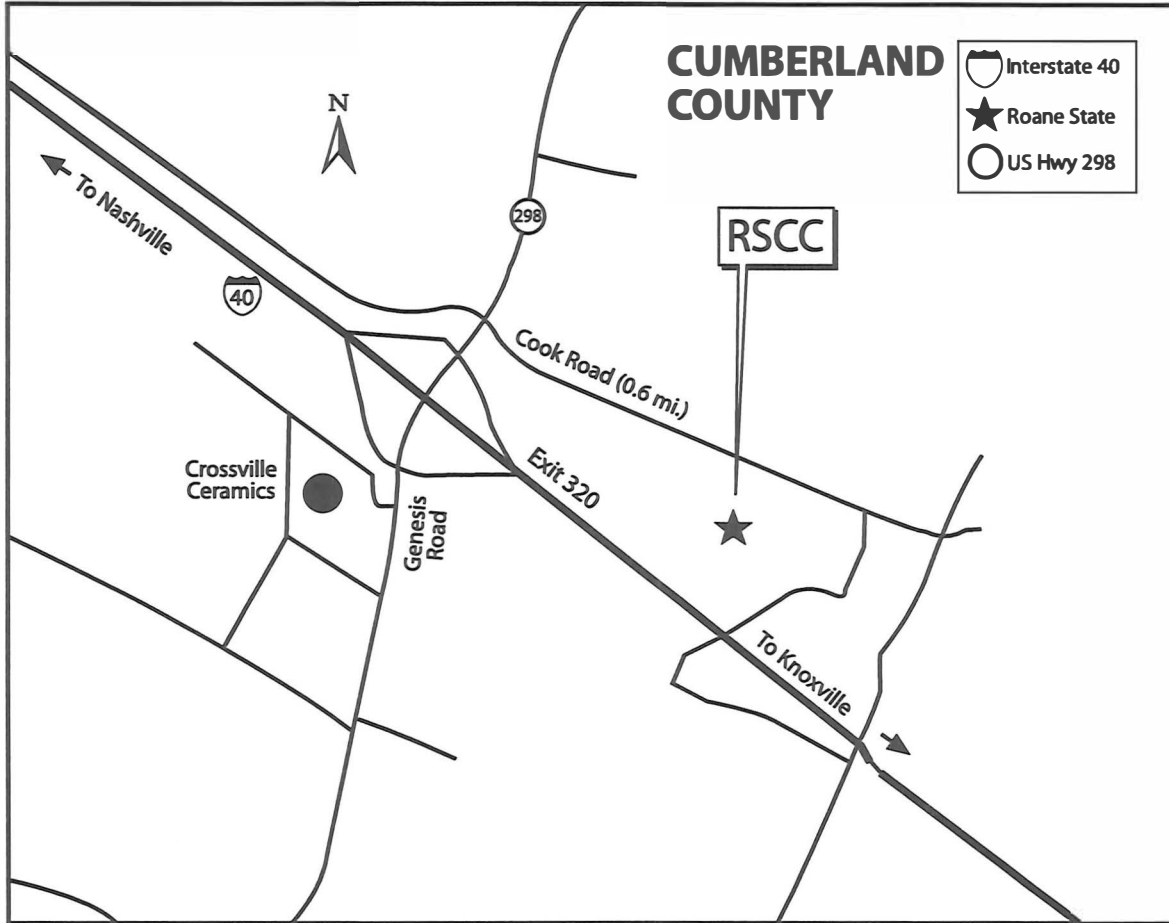 CUMBERLAND
COUNTY
Interstate 40
Roane State
US Hwy 298
N
To Nashville
298
RSCC
40
Cook Road (0.6 mi.)
Exit 320
Crossville
Ceramics
Genesis
Road
To Knoxville